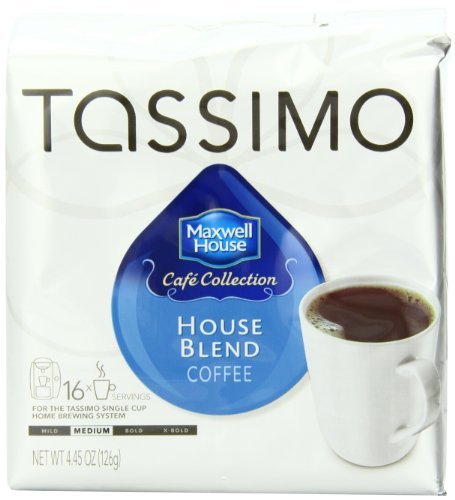 TASSIMO
Maxwell
House
Café Collection
HOUSE
BLEND
COFFEE
16 x SERVINGS
FOR THE TASSIMO SINGLE CUP
HOME BREWING SYSTEM
MILD MEDIUM BOLD X-BOLD
NET WT 4.45 OZ (126g)